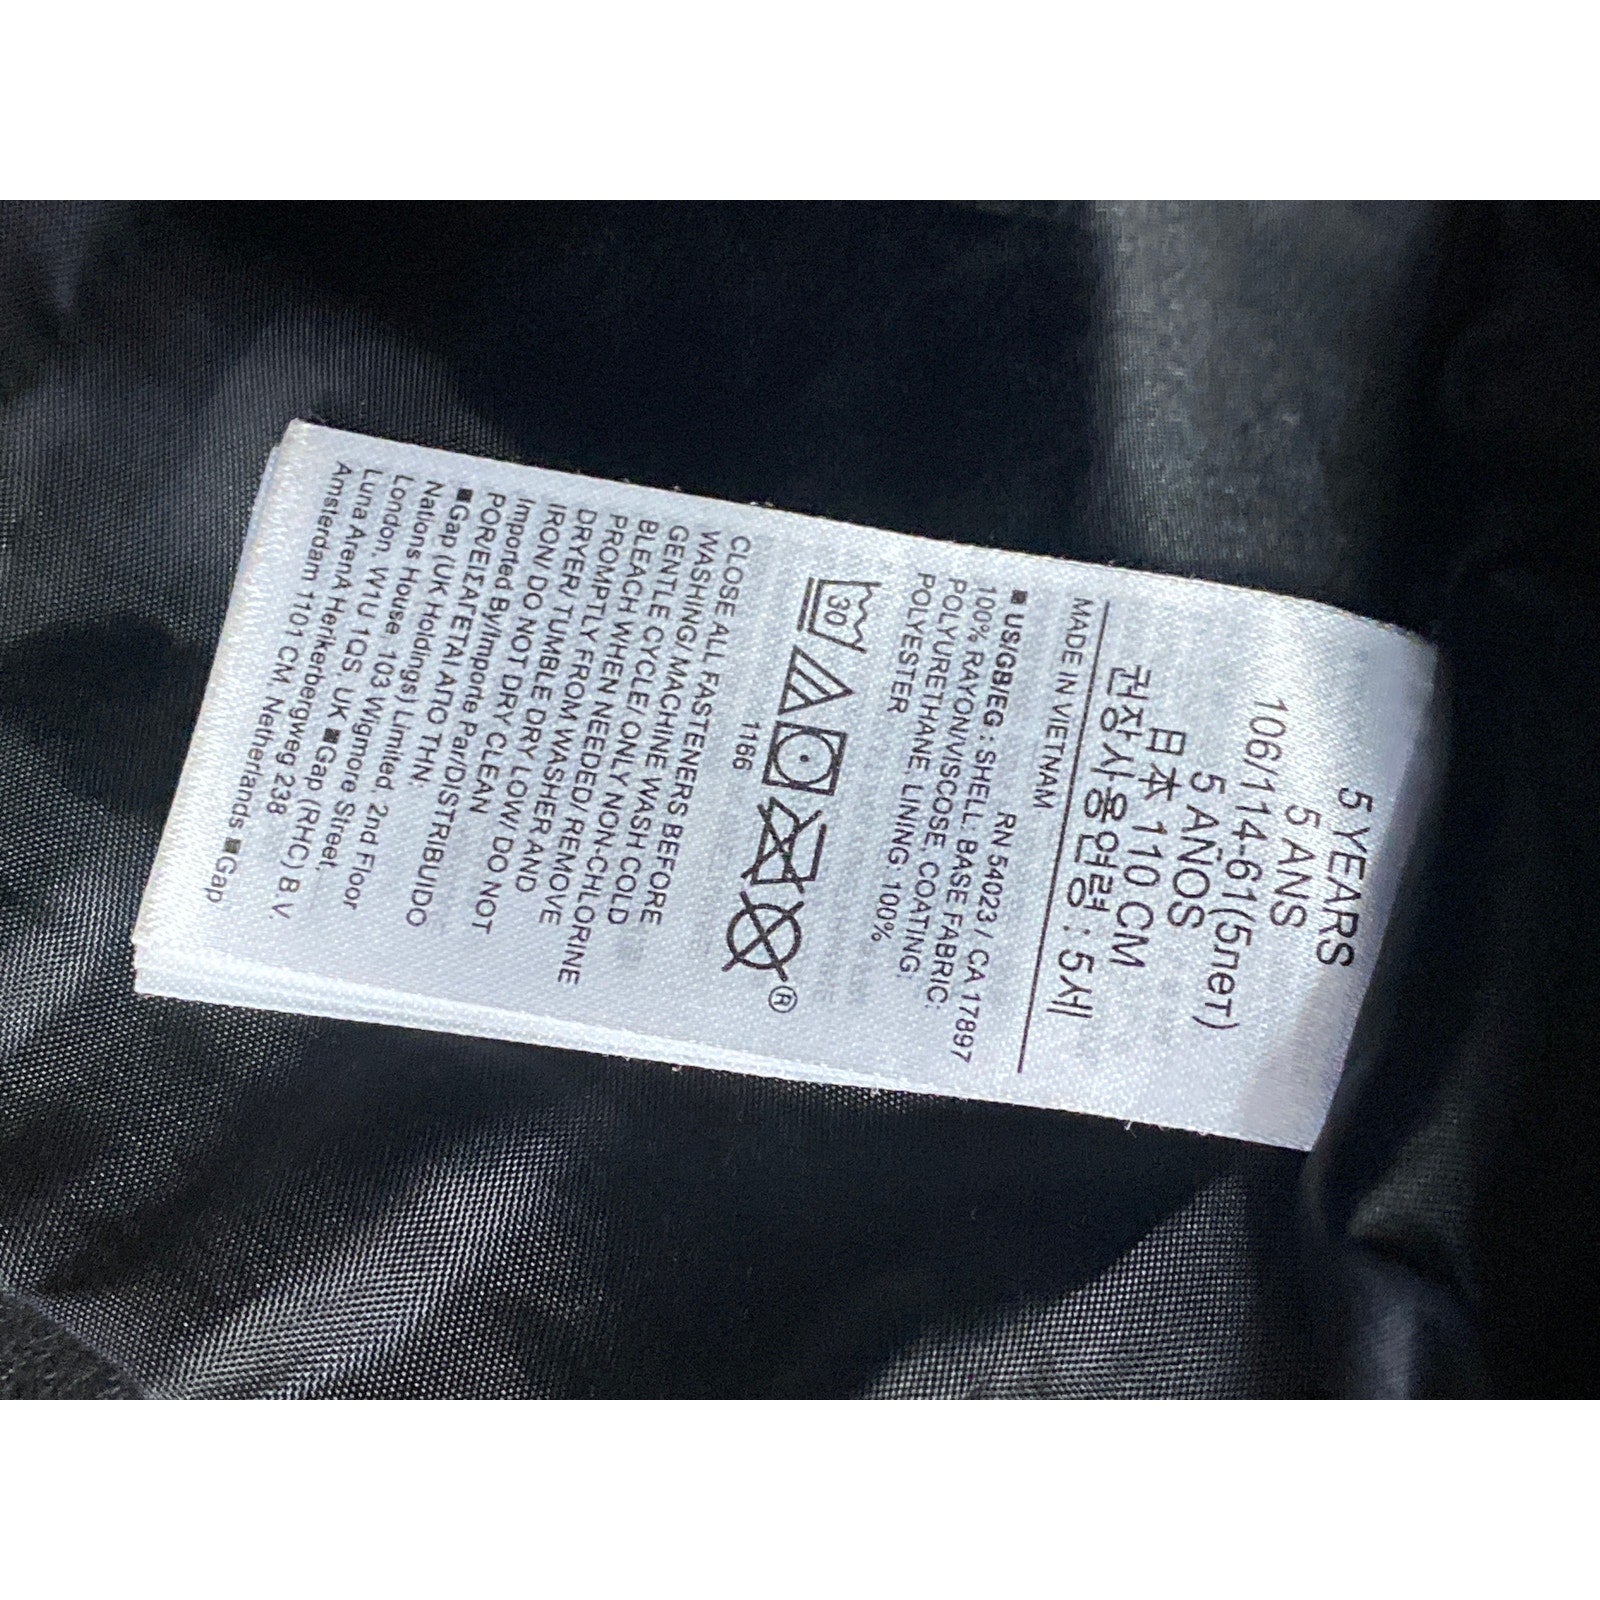 5 YEARS
5 ANS
106/114-61(5лет)
5 AÑOS
日本 110 CM
권장사용연령 : 5세
MADE IN VIETNAM
RN 54023 / CA 17897
■ US/GB/EG : SHELL: BASE FABRIC:
100% RAYON/VISCOSE, COATING:
POLYURETHANE, LINING: 100%
POLYESTER
30
®
1166
CLOSE ALL FASTENERS BEFORE
WASHING/ MACHINE WASH COLD
GENTLE CYCLE/ ONLY NON-CHLORINE
BLEACH WHEN NEEDED/ REMOVE
PROMPTLY FROM WASHER AND
DRYER/ TUMBLE DRY LOW/ DO NOT
IRON/ DO NOT DRY CLEAN
Imported By/Importe Par/DISTRIBUIDO
POR/ΕΙΣΑΓΕΤΑΙ ΑΠΟ ΤΗΝ:
■Gap (UK Holdings) Limited, 2nd Floor
Nations House 103 Wigmore Street,
London, W1U 1QS, UK ■Gap (RHC) B.V.
Luna ArenA Herkerbergweg 238
Amsterdam 1101 CM, Netherlands ■Gap